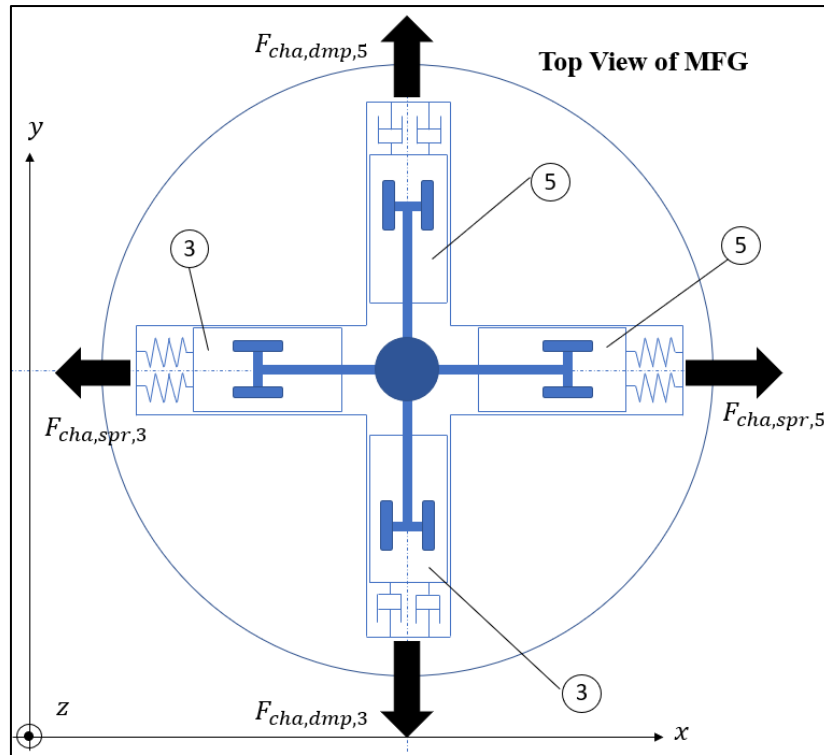 F_{cha,dmp,5}
Top View of MFG
y
5
3
5
F_{cha,spr,3}
F_{cha,spr,5}
3
z
F_{cha,dmp,3}
x